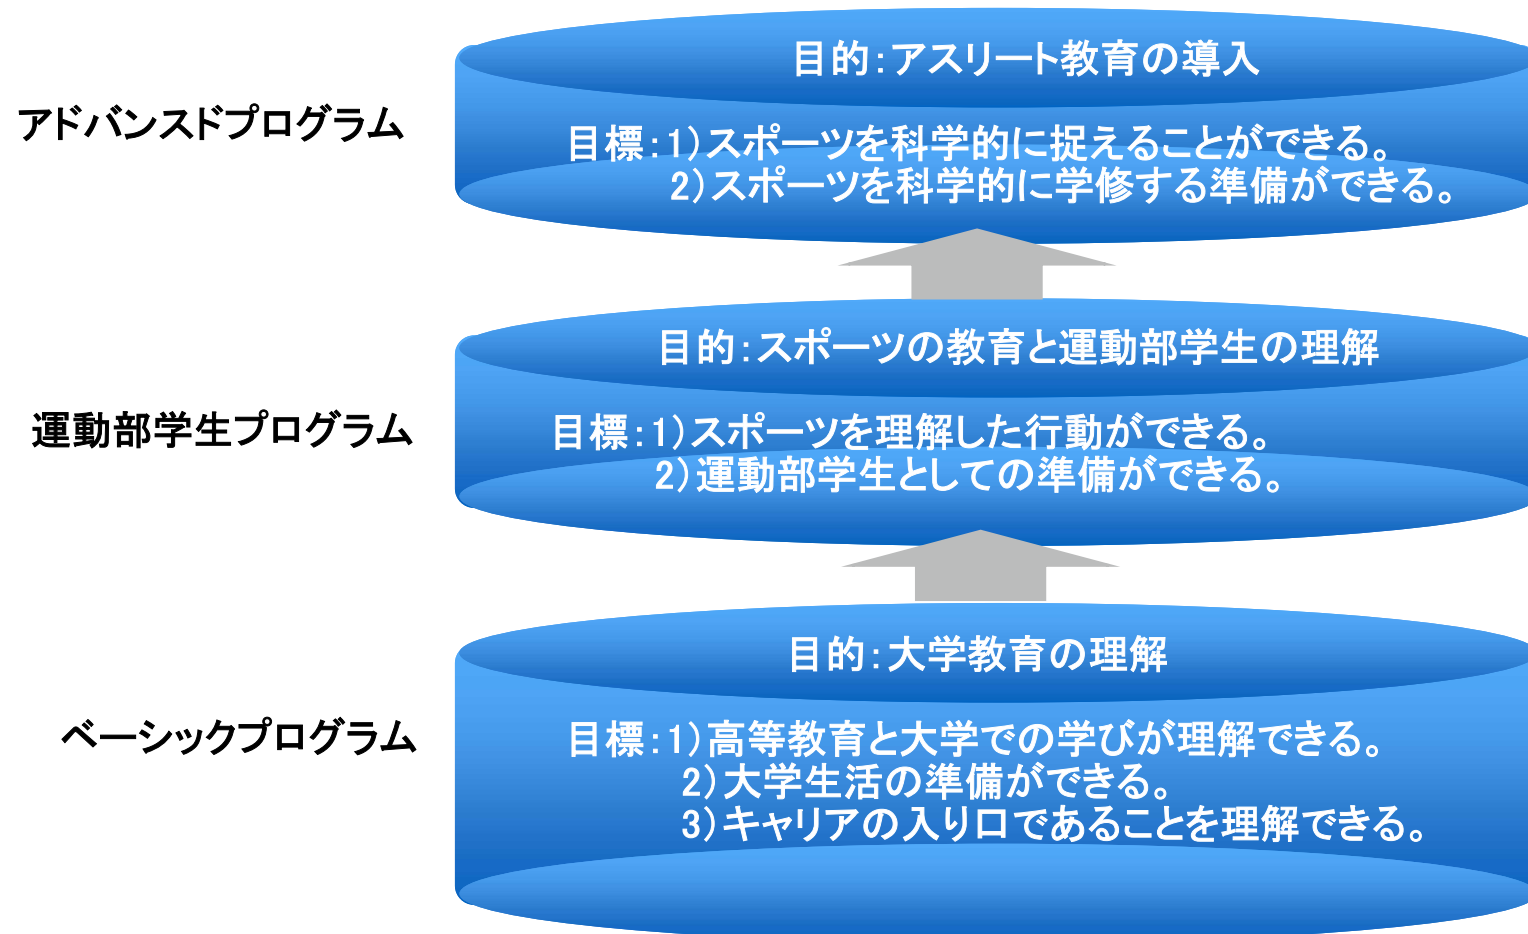 目的：アスリート教育の導入
アドバンスドプログラム
目標：1）スポーツを科学的に捉えることができる。
2）スポーツを科学的に学修する準備ができる。
目的：スポーツの教育と運動部学生の理解
運動部学生プログラム
目標：1）スポーツを理解した行動ができる。
2）運動部学生としての準備ができる。
目的：大学教育の理解
ベーシックプログラム
目標：1）高等教育と大学での学びが理解できる。
2）大学生活の準備ができる。
3）キャリアの入り口であることを理解できる。